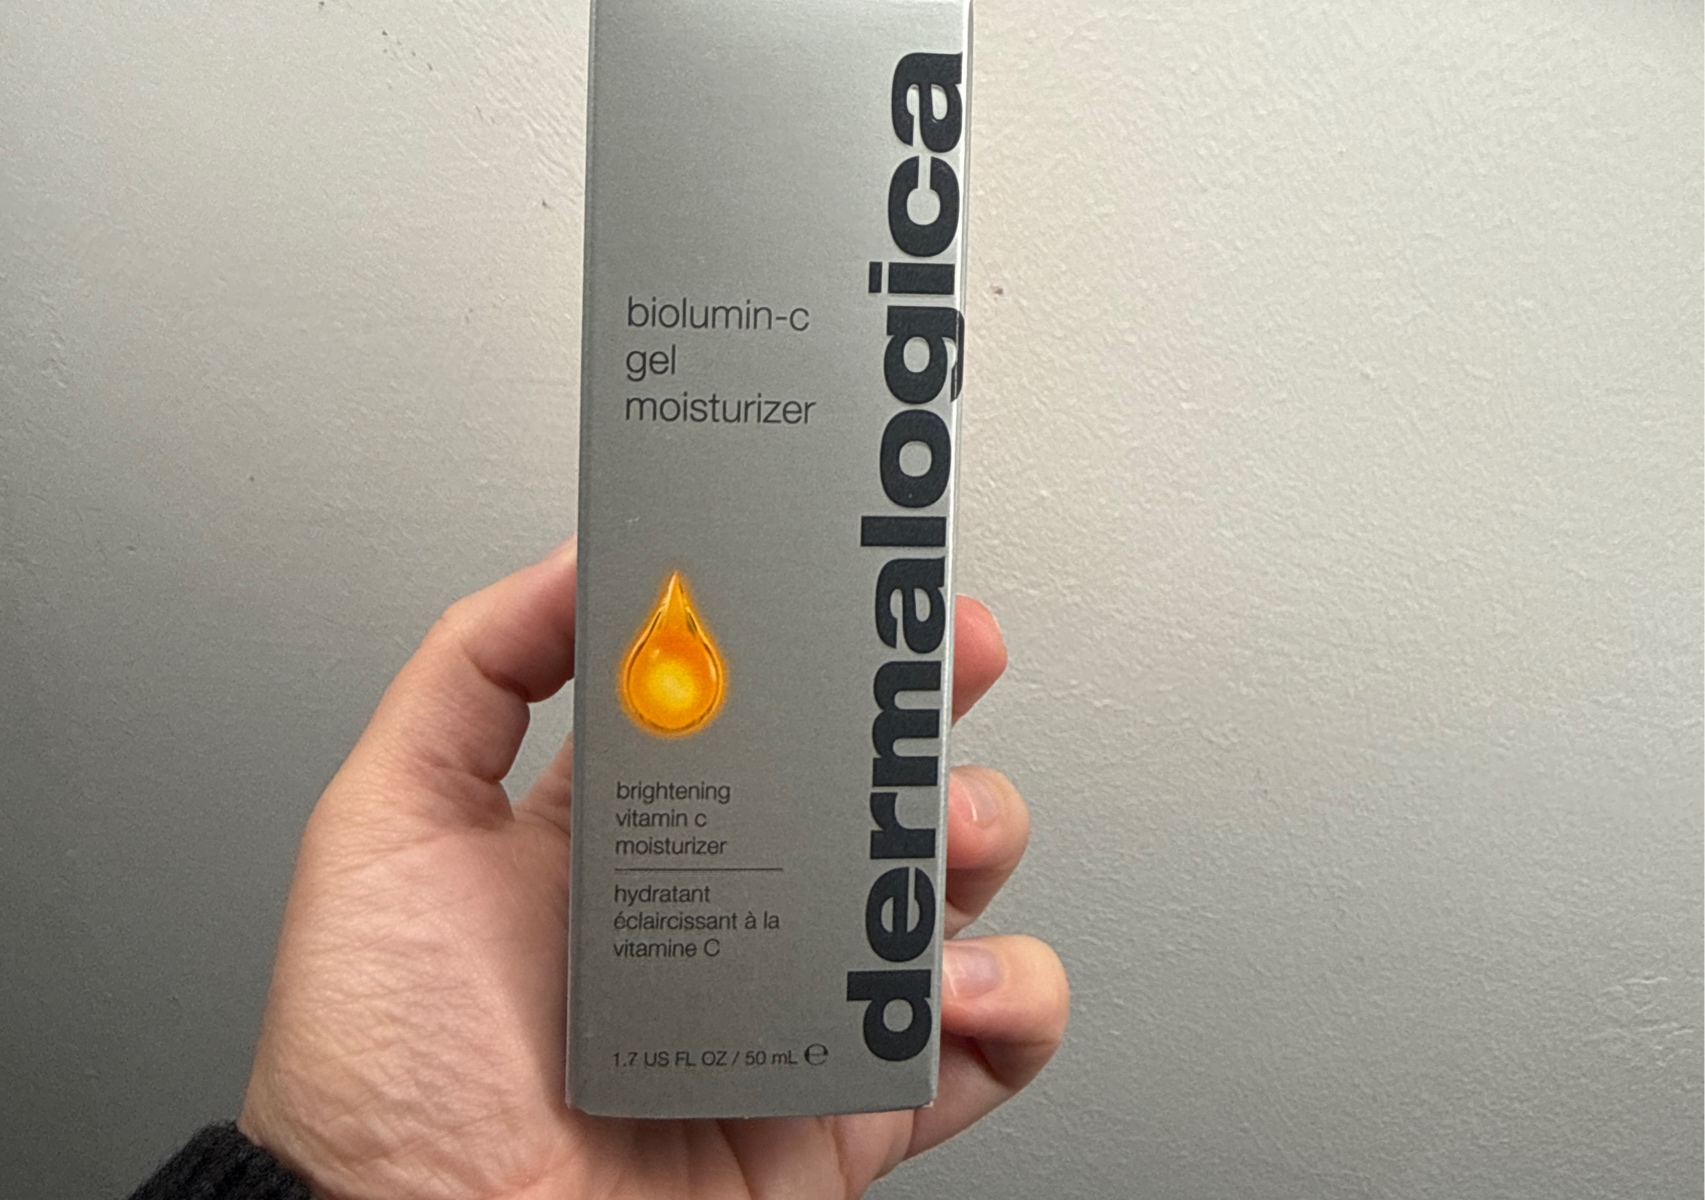 biolumin-c
gel
moisturizer
brightening
vitamin c
moisturizer
hydratant
éclaircissant à la
vitamine C
1.7 US FL OZ / 50 mL ℮
dermalogica